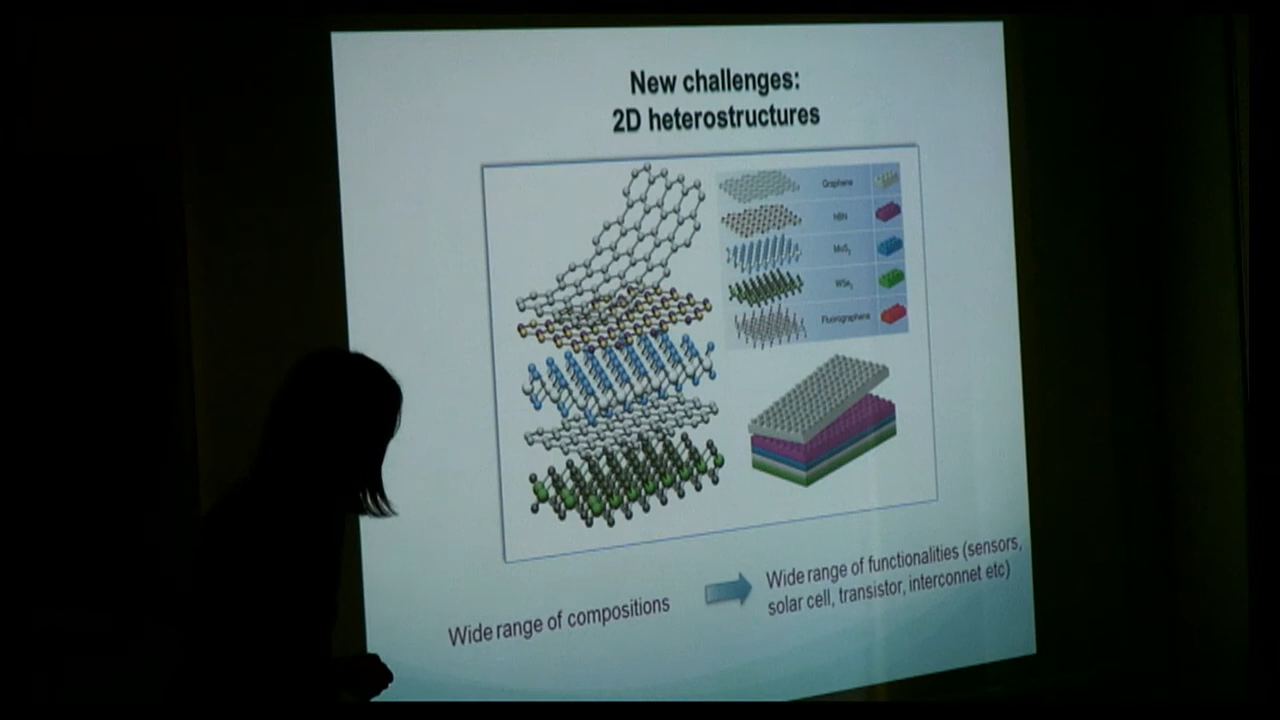 New challenges:
2D heterostructures
Graphene
hBN
MoS₂
WSe₂
Fluorographene
Wide range of compositions
Wide range of functionalities (sensors,
solar cell, transistor, interconnet etc)